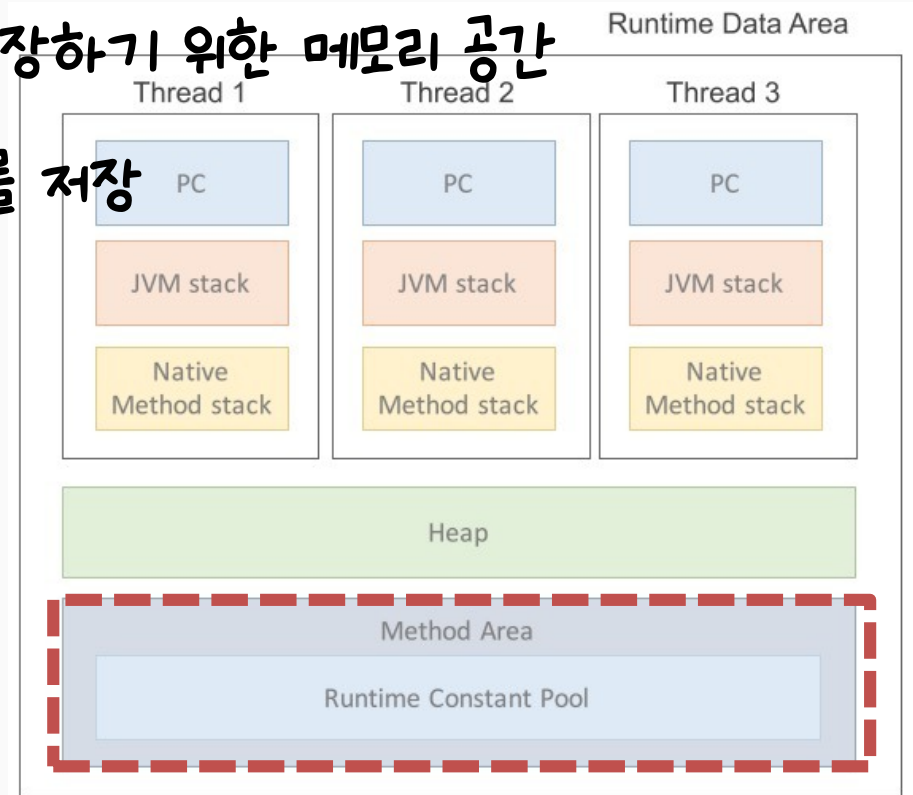 Runtime Data Area
장하기 위한 메모리 공간
Thread 1 Thread 2 Thread 3
를 저장
PC PC PC
JVM stack JVM stack JVM stack
Native Native Native
Method stack Method stack Method stack
Heap
Method Area
Runtime Constant Pool